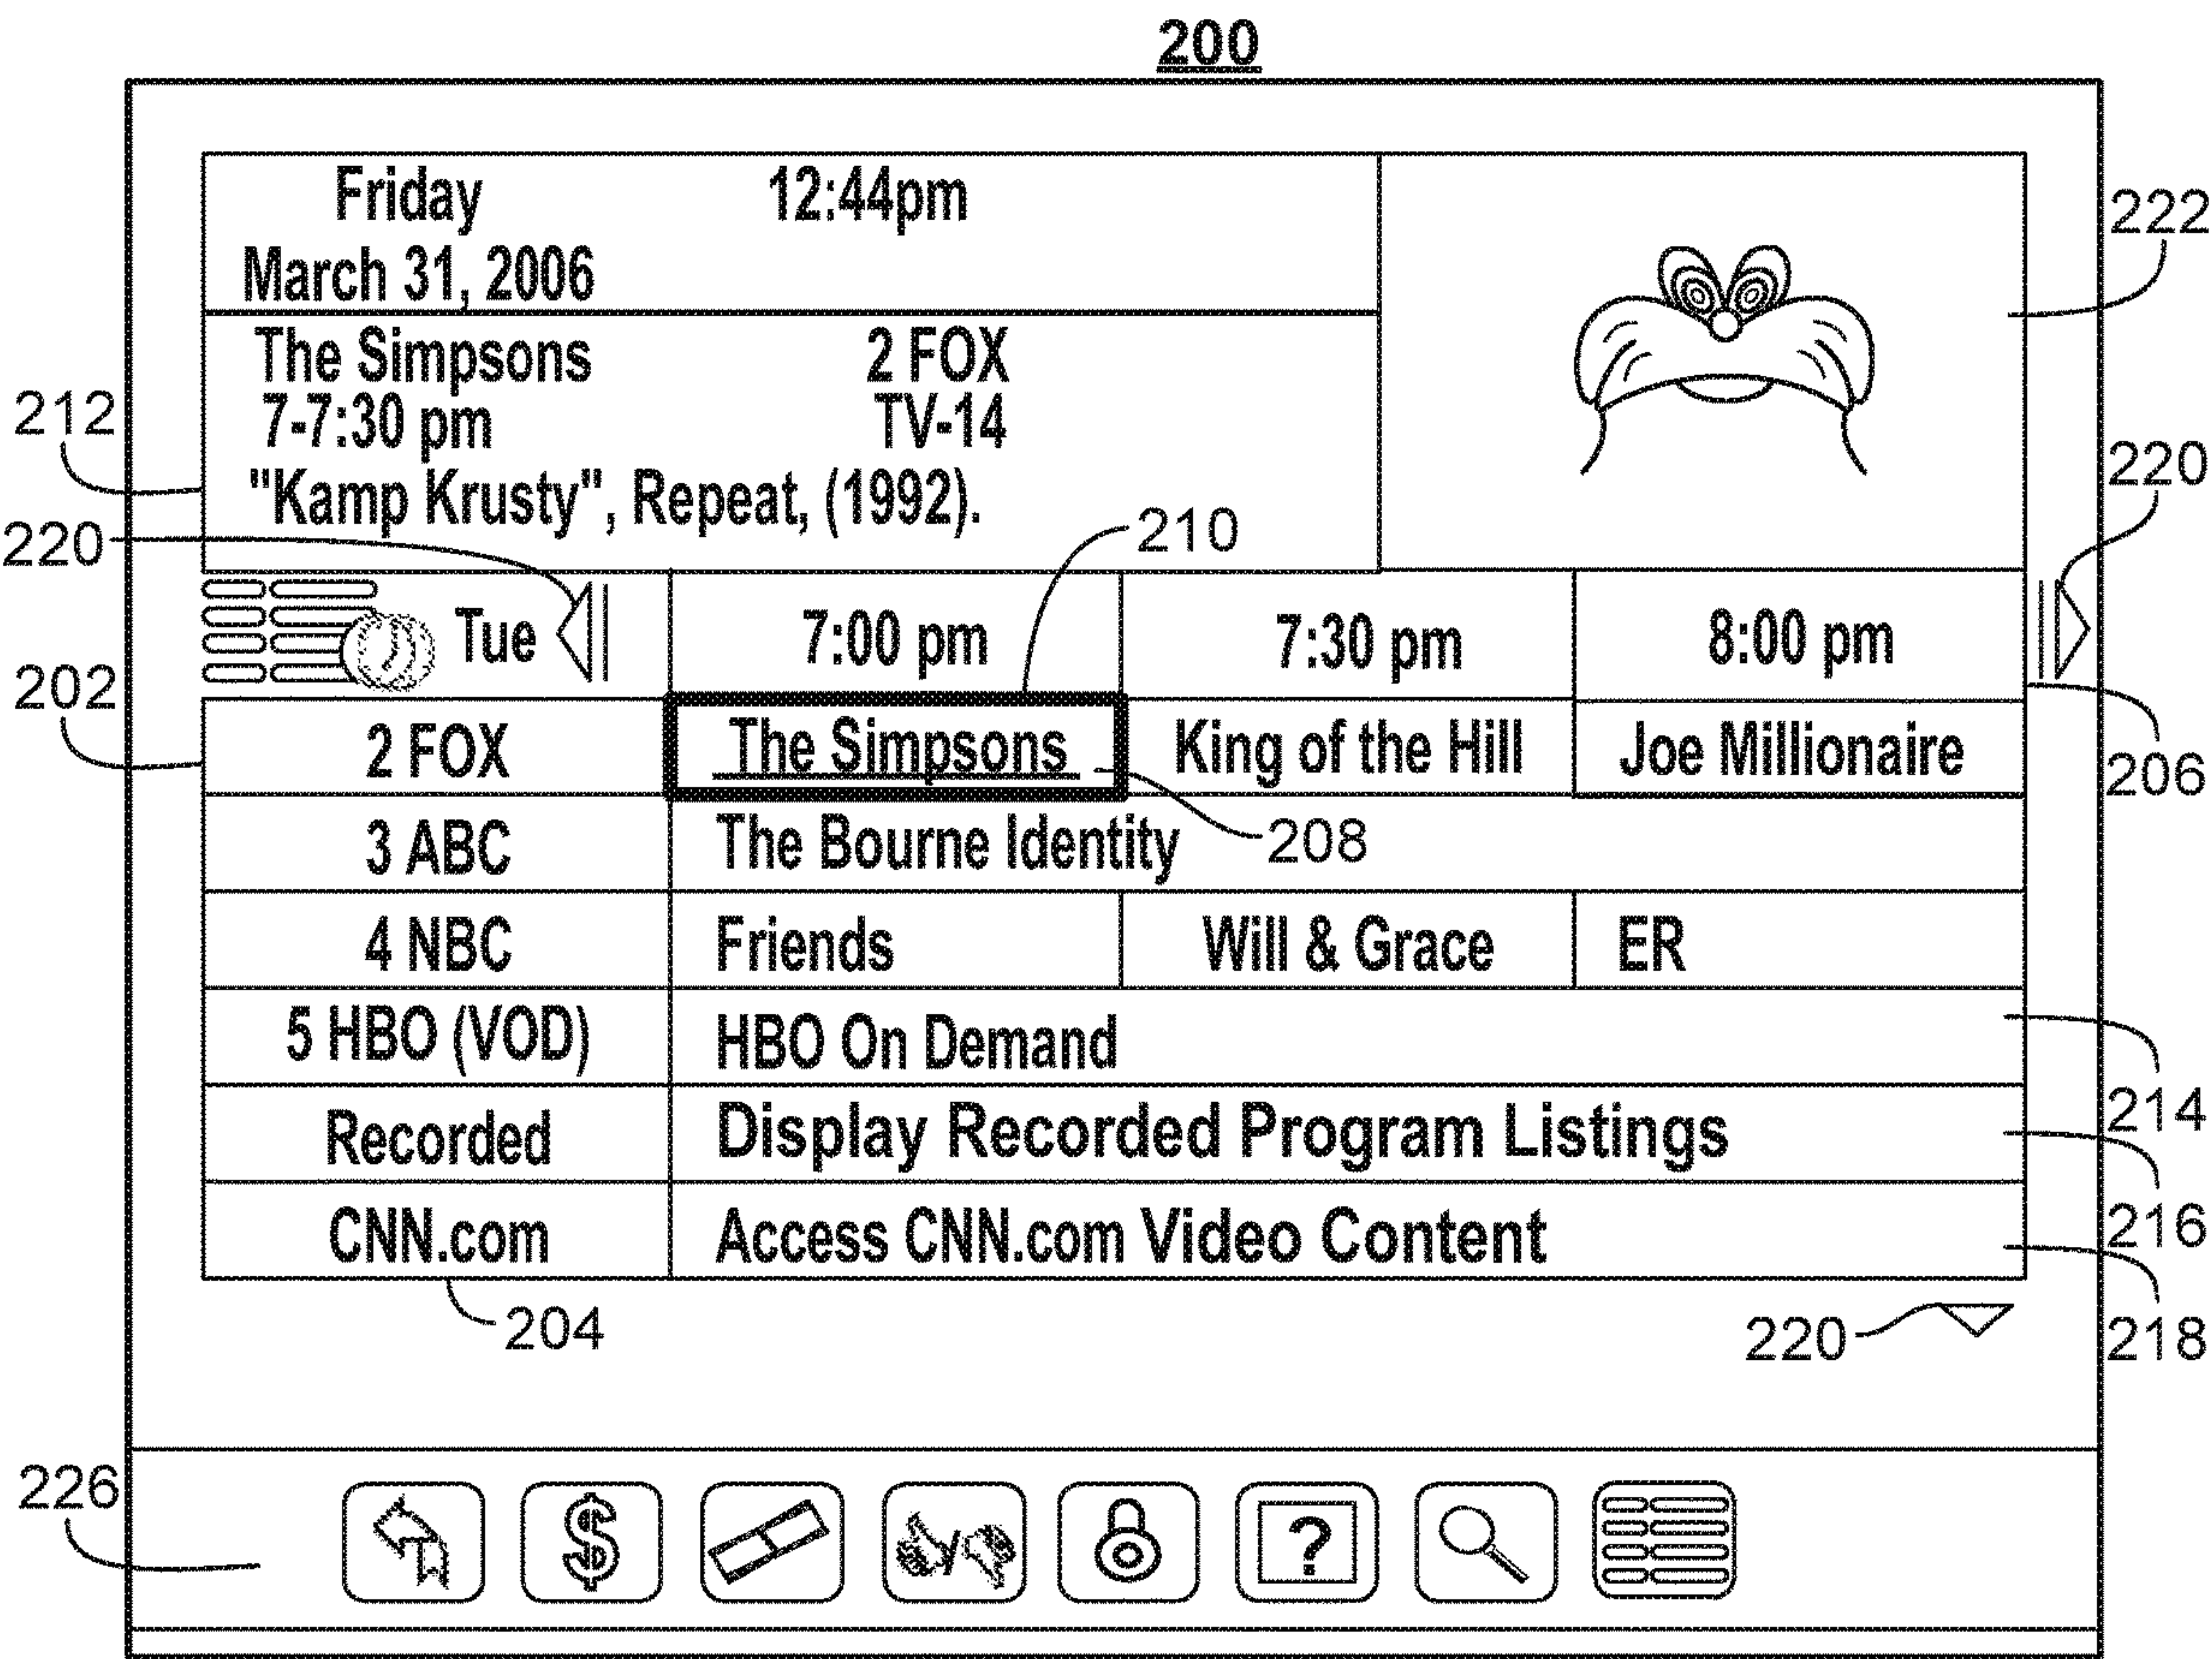 200
Friday 12:44pm
March 31, 2006
222
The Simpsons 2 FOX
212 7-7:30 pm TV-14
220
"Kamp Krusty", Repeat, (1992).
220 210
Tue 7:00 pm 7:30 pm 8:00 pm
202
2 FOX The Simpsons King of the Hill Joe Millionaire
206
3 ABC The Bourne Identity 208
4 NBC Friends Will & Grace ER
5 HBO (VOD) HBO On Demand
214
Recorded Display Recorded Program Listings
CNN.com Access CNN.com Video Content 216
204 220 218
226 $ ?